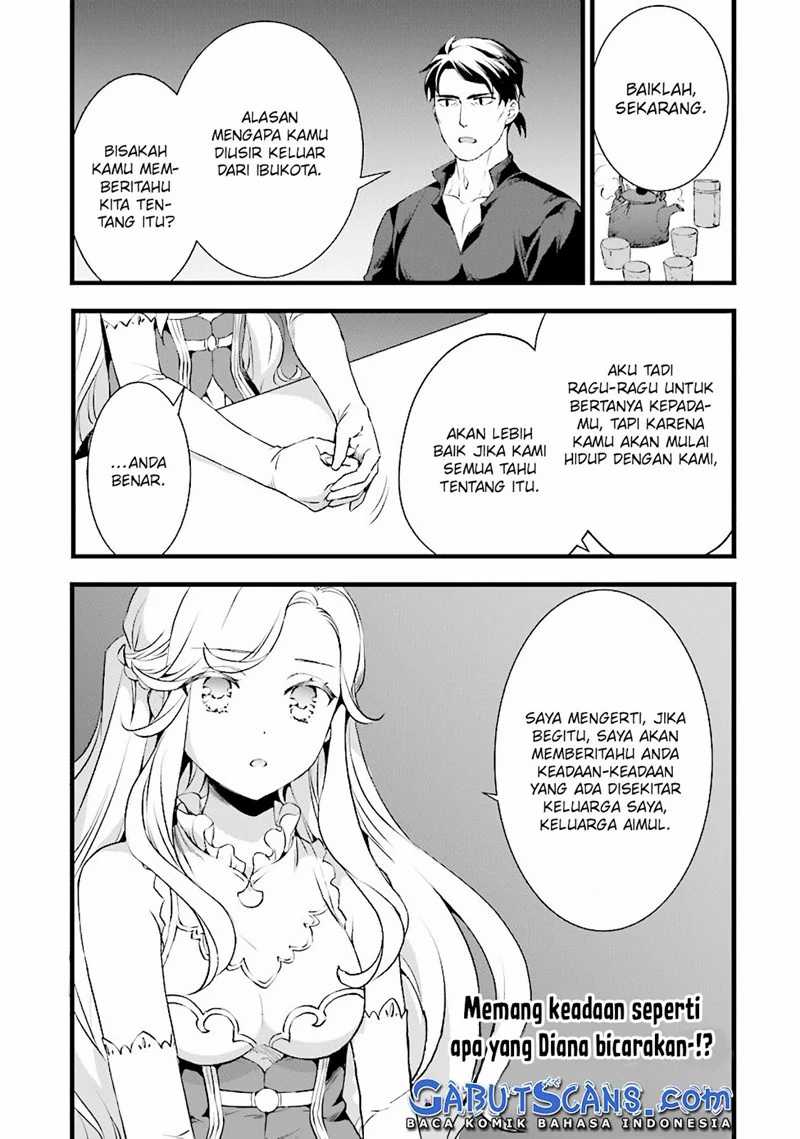 BAIKLAH,
SEKARANG.
ALASAN
MENGAPA KAMU
DIUSIR KELUAR
DARI IBUKOTA.
BISAKAH
KAMU MEM-
BERITAHU
KITA TEN-
TANG ITU?
AKU TADI
RAGU-RAGU UNTUK
BERTANYA KEPADA-
MU, TAPI KARENA
KAMU AKAN MULAI
HIDUP DENGAN KAMI,
AKAN LEBIH
BAIK JIKA KAMI
SEMUA TAHU
TENTANG ITU.
...ANDA
BENAR.
SAYA MENGERTI, JIKA
BEGITU, SAYA AKAN
MEMBERITAHU ANDA
KEADAAN-KEADAAN
YANG ADA DISEKITAR
KELUARGA SAYA,
KELUARGA AIMUL.
Memang keadaan seperti
apa yang Diana bicarakan-!?
GABUTSCANS.COM
BACA KOMIK BAHASA INDONESIA